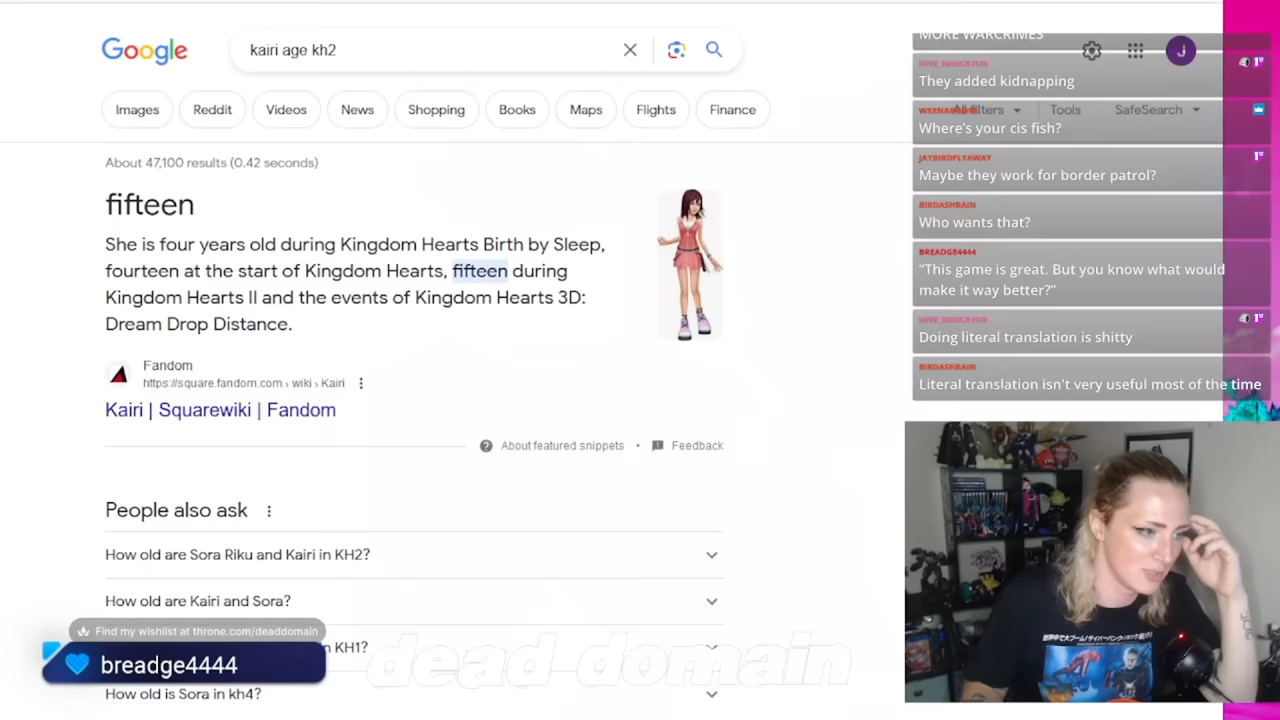 Google
kairi age kh2
J
Images
Reddit
Videos
News
Shopping
Books
Maps
Flights
Finance
Tools
SafeSearch
About 47,100 results (0.42 seconds)
fifteen
She is four years old during Kingdom Hearts Birth by Sleep,
fourteen at the start of Kingdom Hearts, fifteen during
Kingdom Hearts II and the events of Kingdom Hearts 3D:
Dream Drop Distance.
Fandom
https://square.fandom.com › wiki › Kairi
Kairi | Squarewiki | Fandom
About featured snippets • Feedback
People also ask
How old are Sora Riku and Kairi in KH2?
How old are Kairi and Sora?
n KH1?
How old is Sora in kh4?
Find my wishlist at throne.com/deaddomain
breadge4444
dead domain
MORE WARCRIMES
They added kidnapping
Where's your cis fish?
JAYBIRDFLYAWAY
Maybe they work for border patrol?
BIRDASHRAIN
Who wants that?
BREADGE4444
“This game is great. But you know what would
make it way better?”
Doing literal translation is shitty
BIRDASHRAIN
Literal translation isn't very useful most of the time